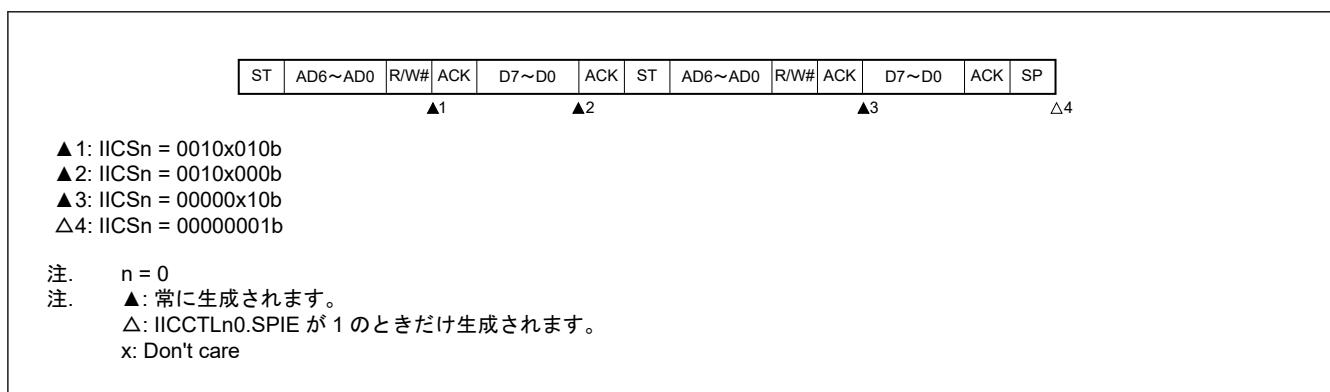 ST AD6～AD0 R/W# ACK D7～D0 ACK ST AD6～AD0 R/W# ACK D7～D0 ACK SP
▲1 ▲2 ▲3 △4
▲1: IICSn = 0010x010b
▲2: IICSn = 0010x000b
▲3: IICSn = 00000x10b
△4: IICSn = 00000001b
注. n = 0
注. ▲: 常に生成されます。
△: IICCTLn0.SPIE が 1 のときだけ生成されます。
x: Don't care